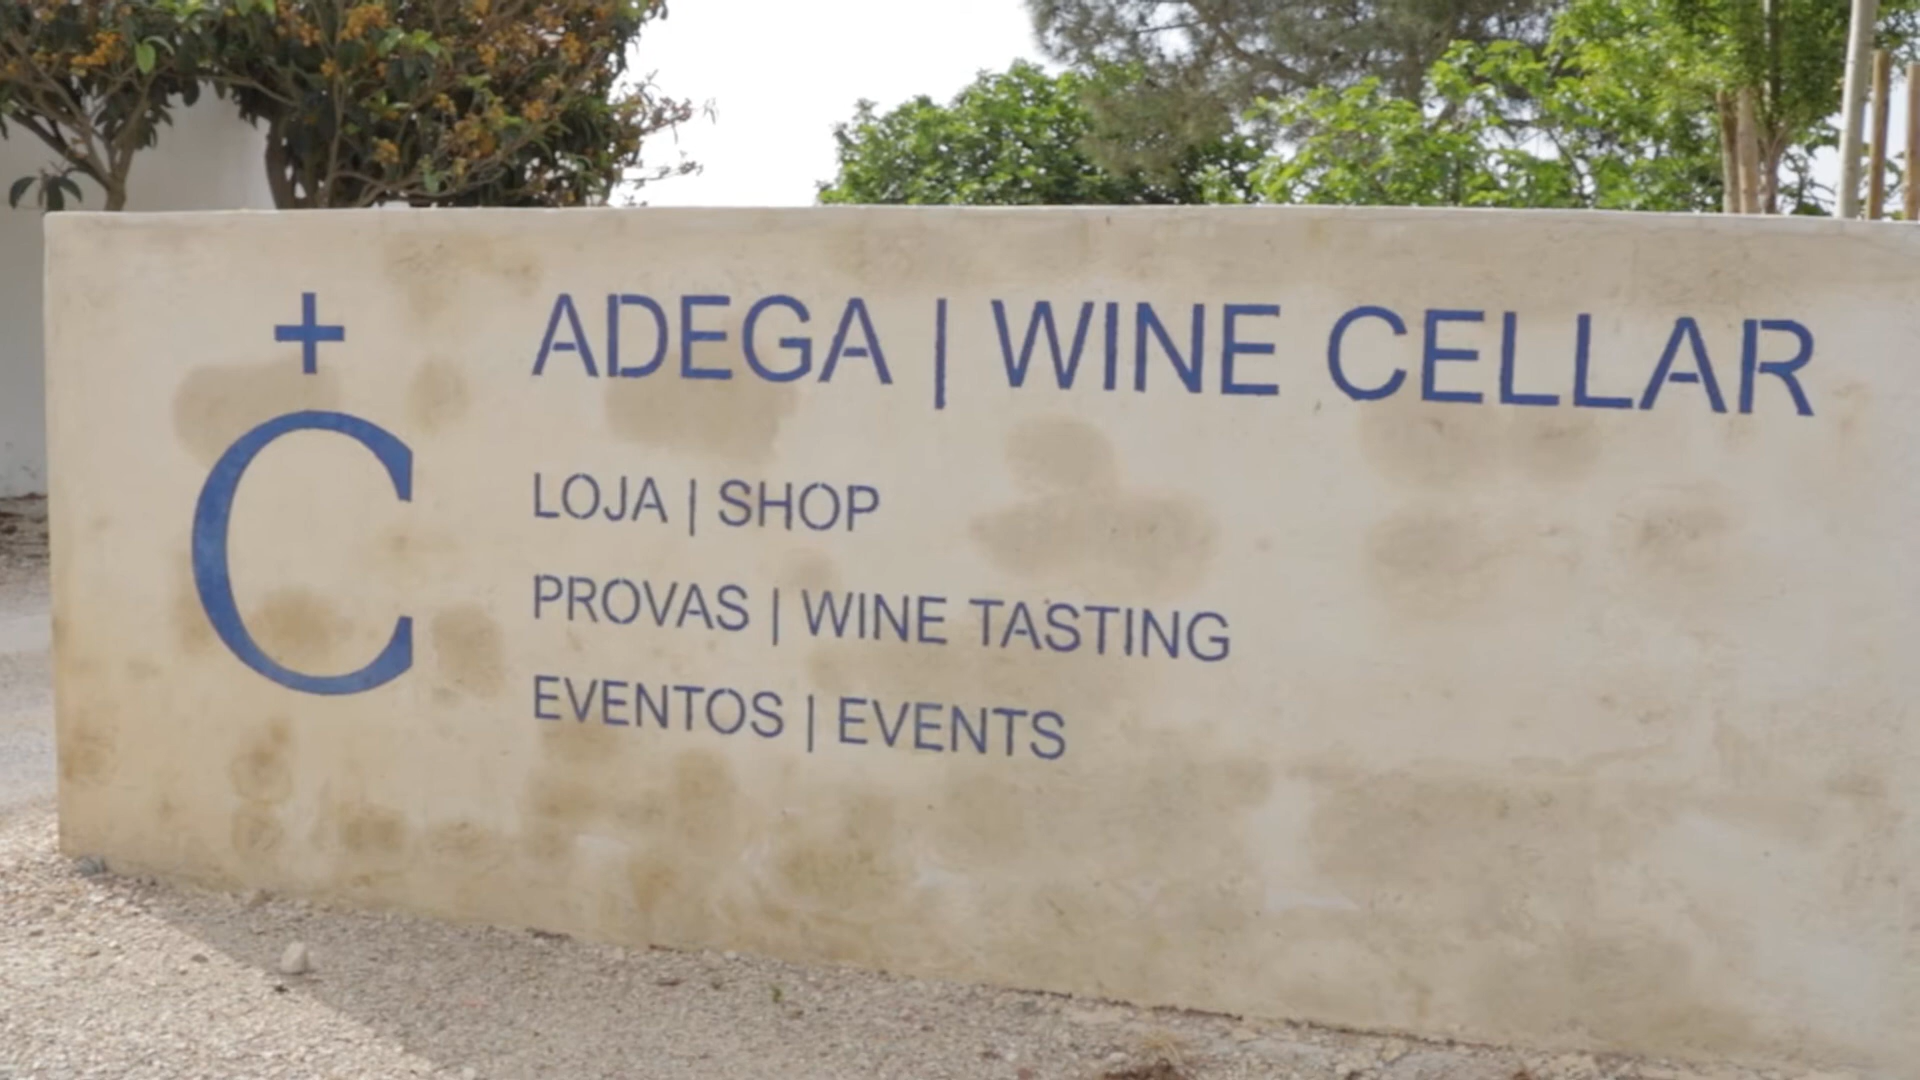 +
C
ADEGA | WINE CELLAR
LOJA | SHOP
PROVAS | WINE TASTING
EVENTOS | EVENTS